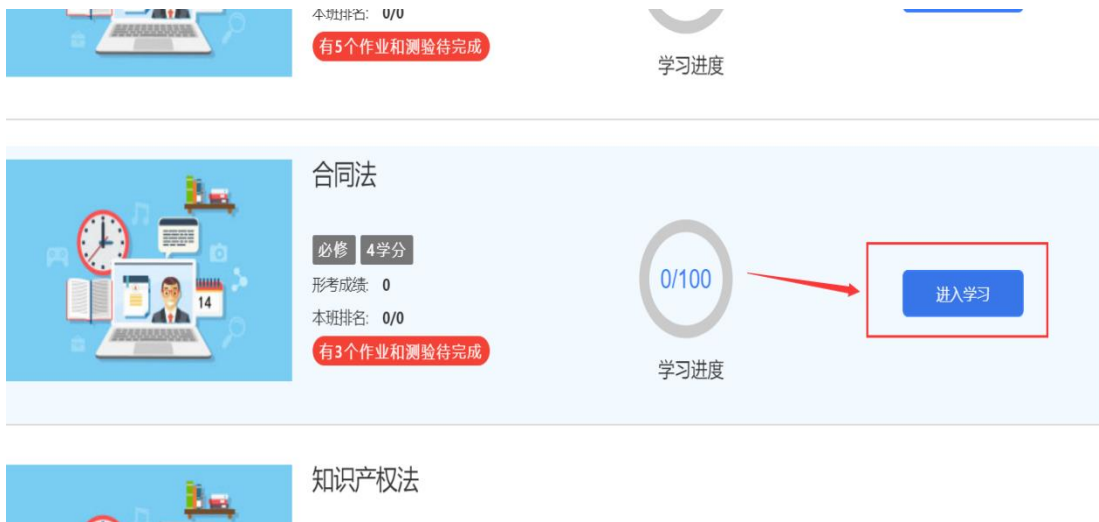 本班排名: 0/0
有5个作业和测验待完成
学习进度
合同法
必修 4学分
形考成绩: 0
本班排名: 0/0
有3个作业和测验待完成
0/100
学习进度
进入学习
14
知识产权法